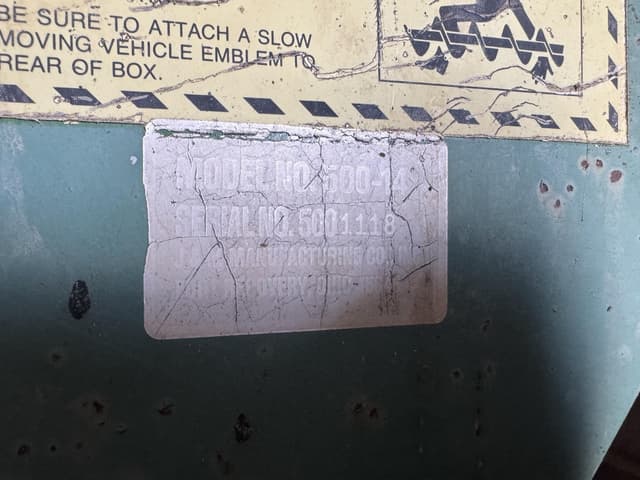 BE SURE TO ATTACH A SLOW
MOVING VEHICLE EMBLEM TO
REAR OF BOX.
MODEL NO. 500-14
SERIAL NO. 5001118
MANUFACTURING CO.